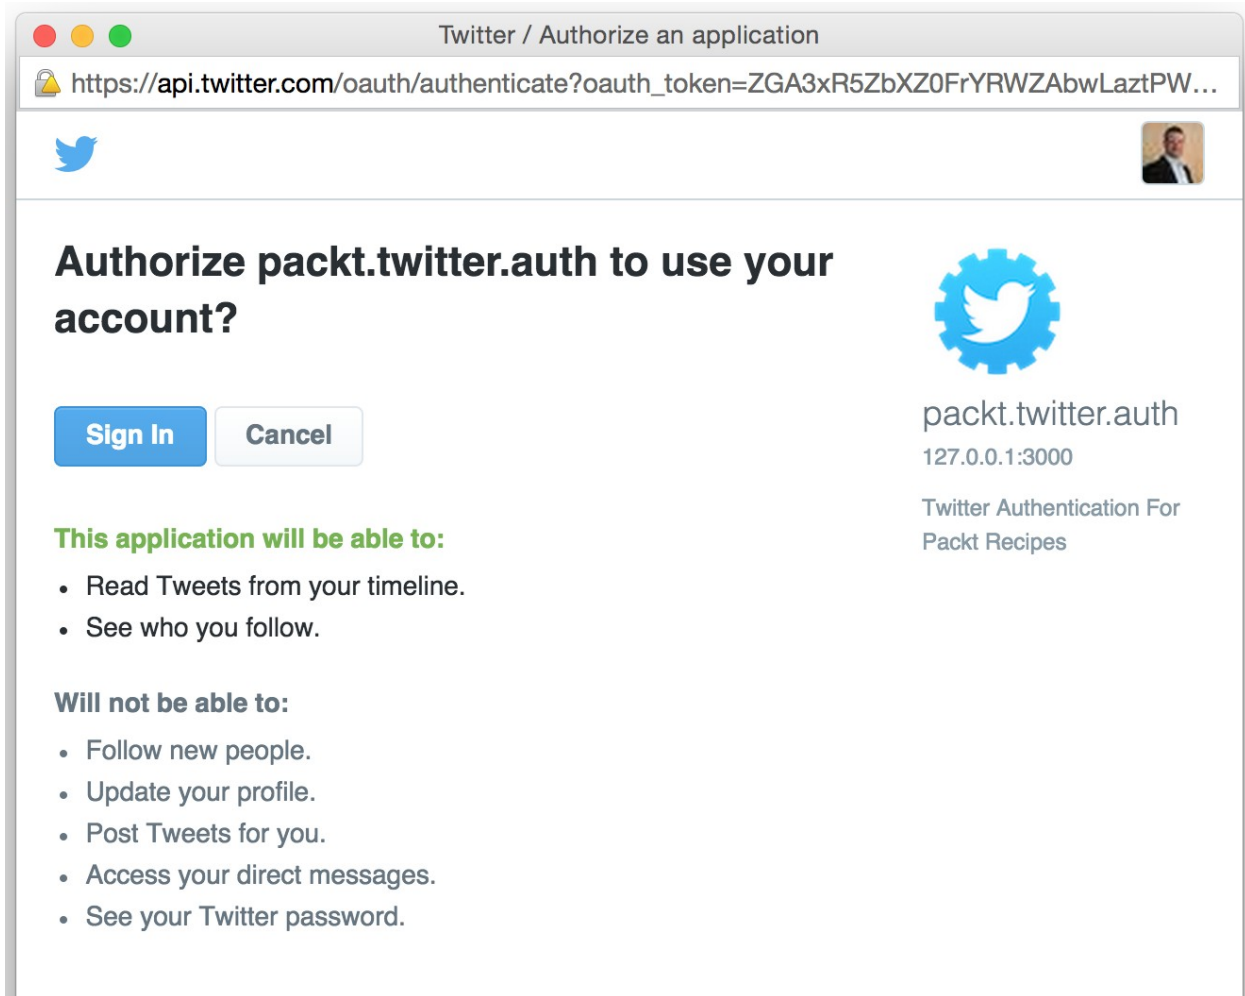 Twitter / Authorize an application
https://api.twitter.com/oauth/authenticate?oauth_token=ZGA3xR5ZbXZ0FrYRWZAbwLaztPW...
Authorize packt.twitter.auth to use your
account?
Sign In Cancel
This application will be able to:
• Read Tweets from your timeline.
• See who you follow.
Will not be able to:
• Follow new people.
• Update your profile.
• Post Tweets for you.
• Access your direct messages.
• See your Twitter password.
packt.twitter.auth
127.0.0.1:3000
Twitter Authentication For
Packt Recipes